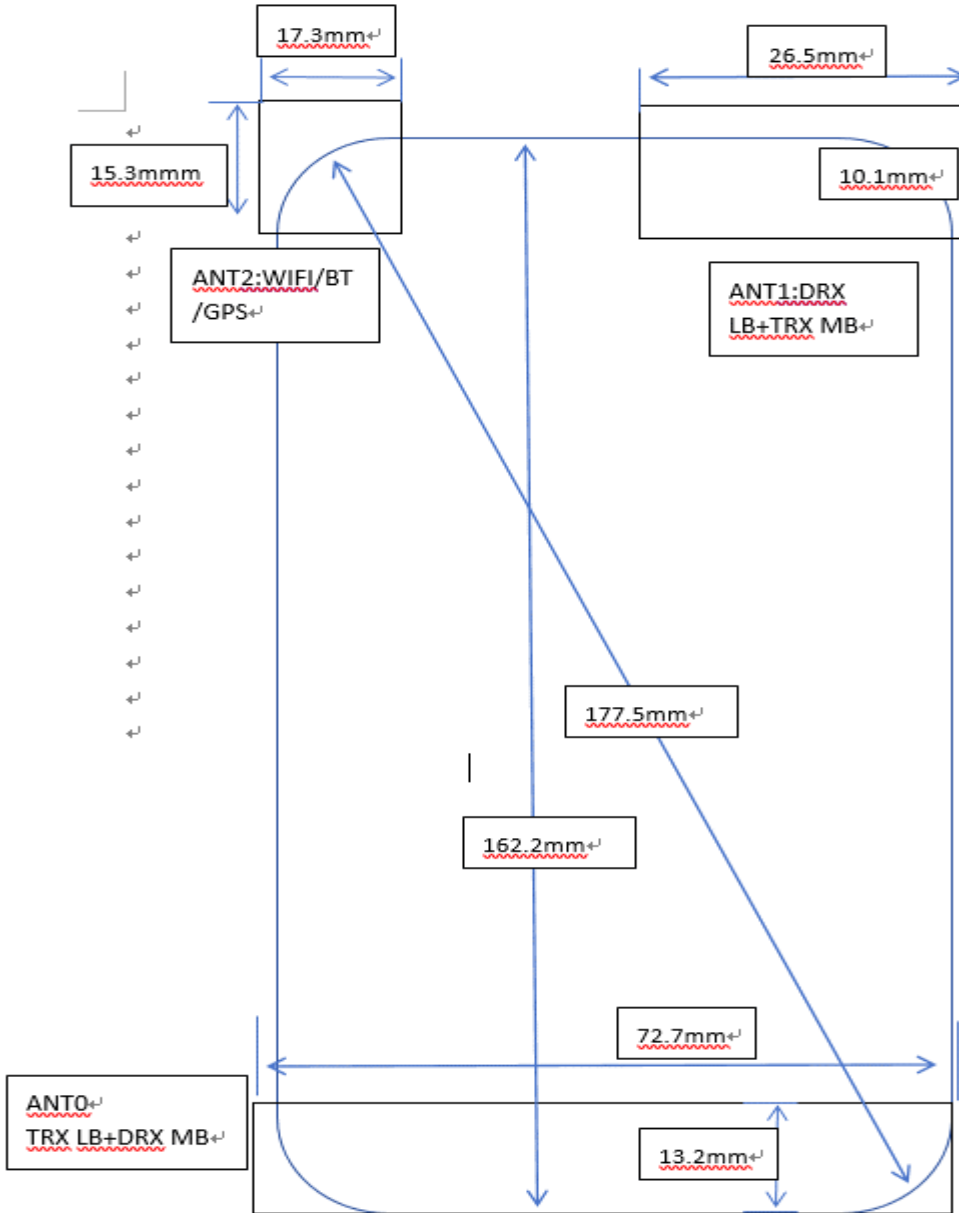 17.3mm
26.5mm
15.3mmm
10.1mm
ANT2:WIFI/BT
/GPS
ANT1:DRX
LB+TRX MB
177.5mm
162.2mm
72.7mm
ANT0
TRX LB+DRX MB
13.2mm